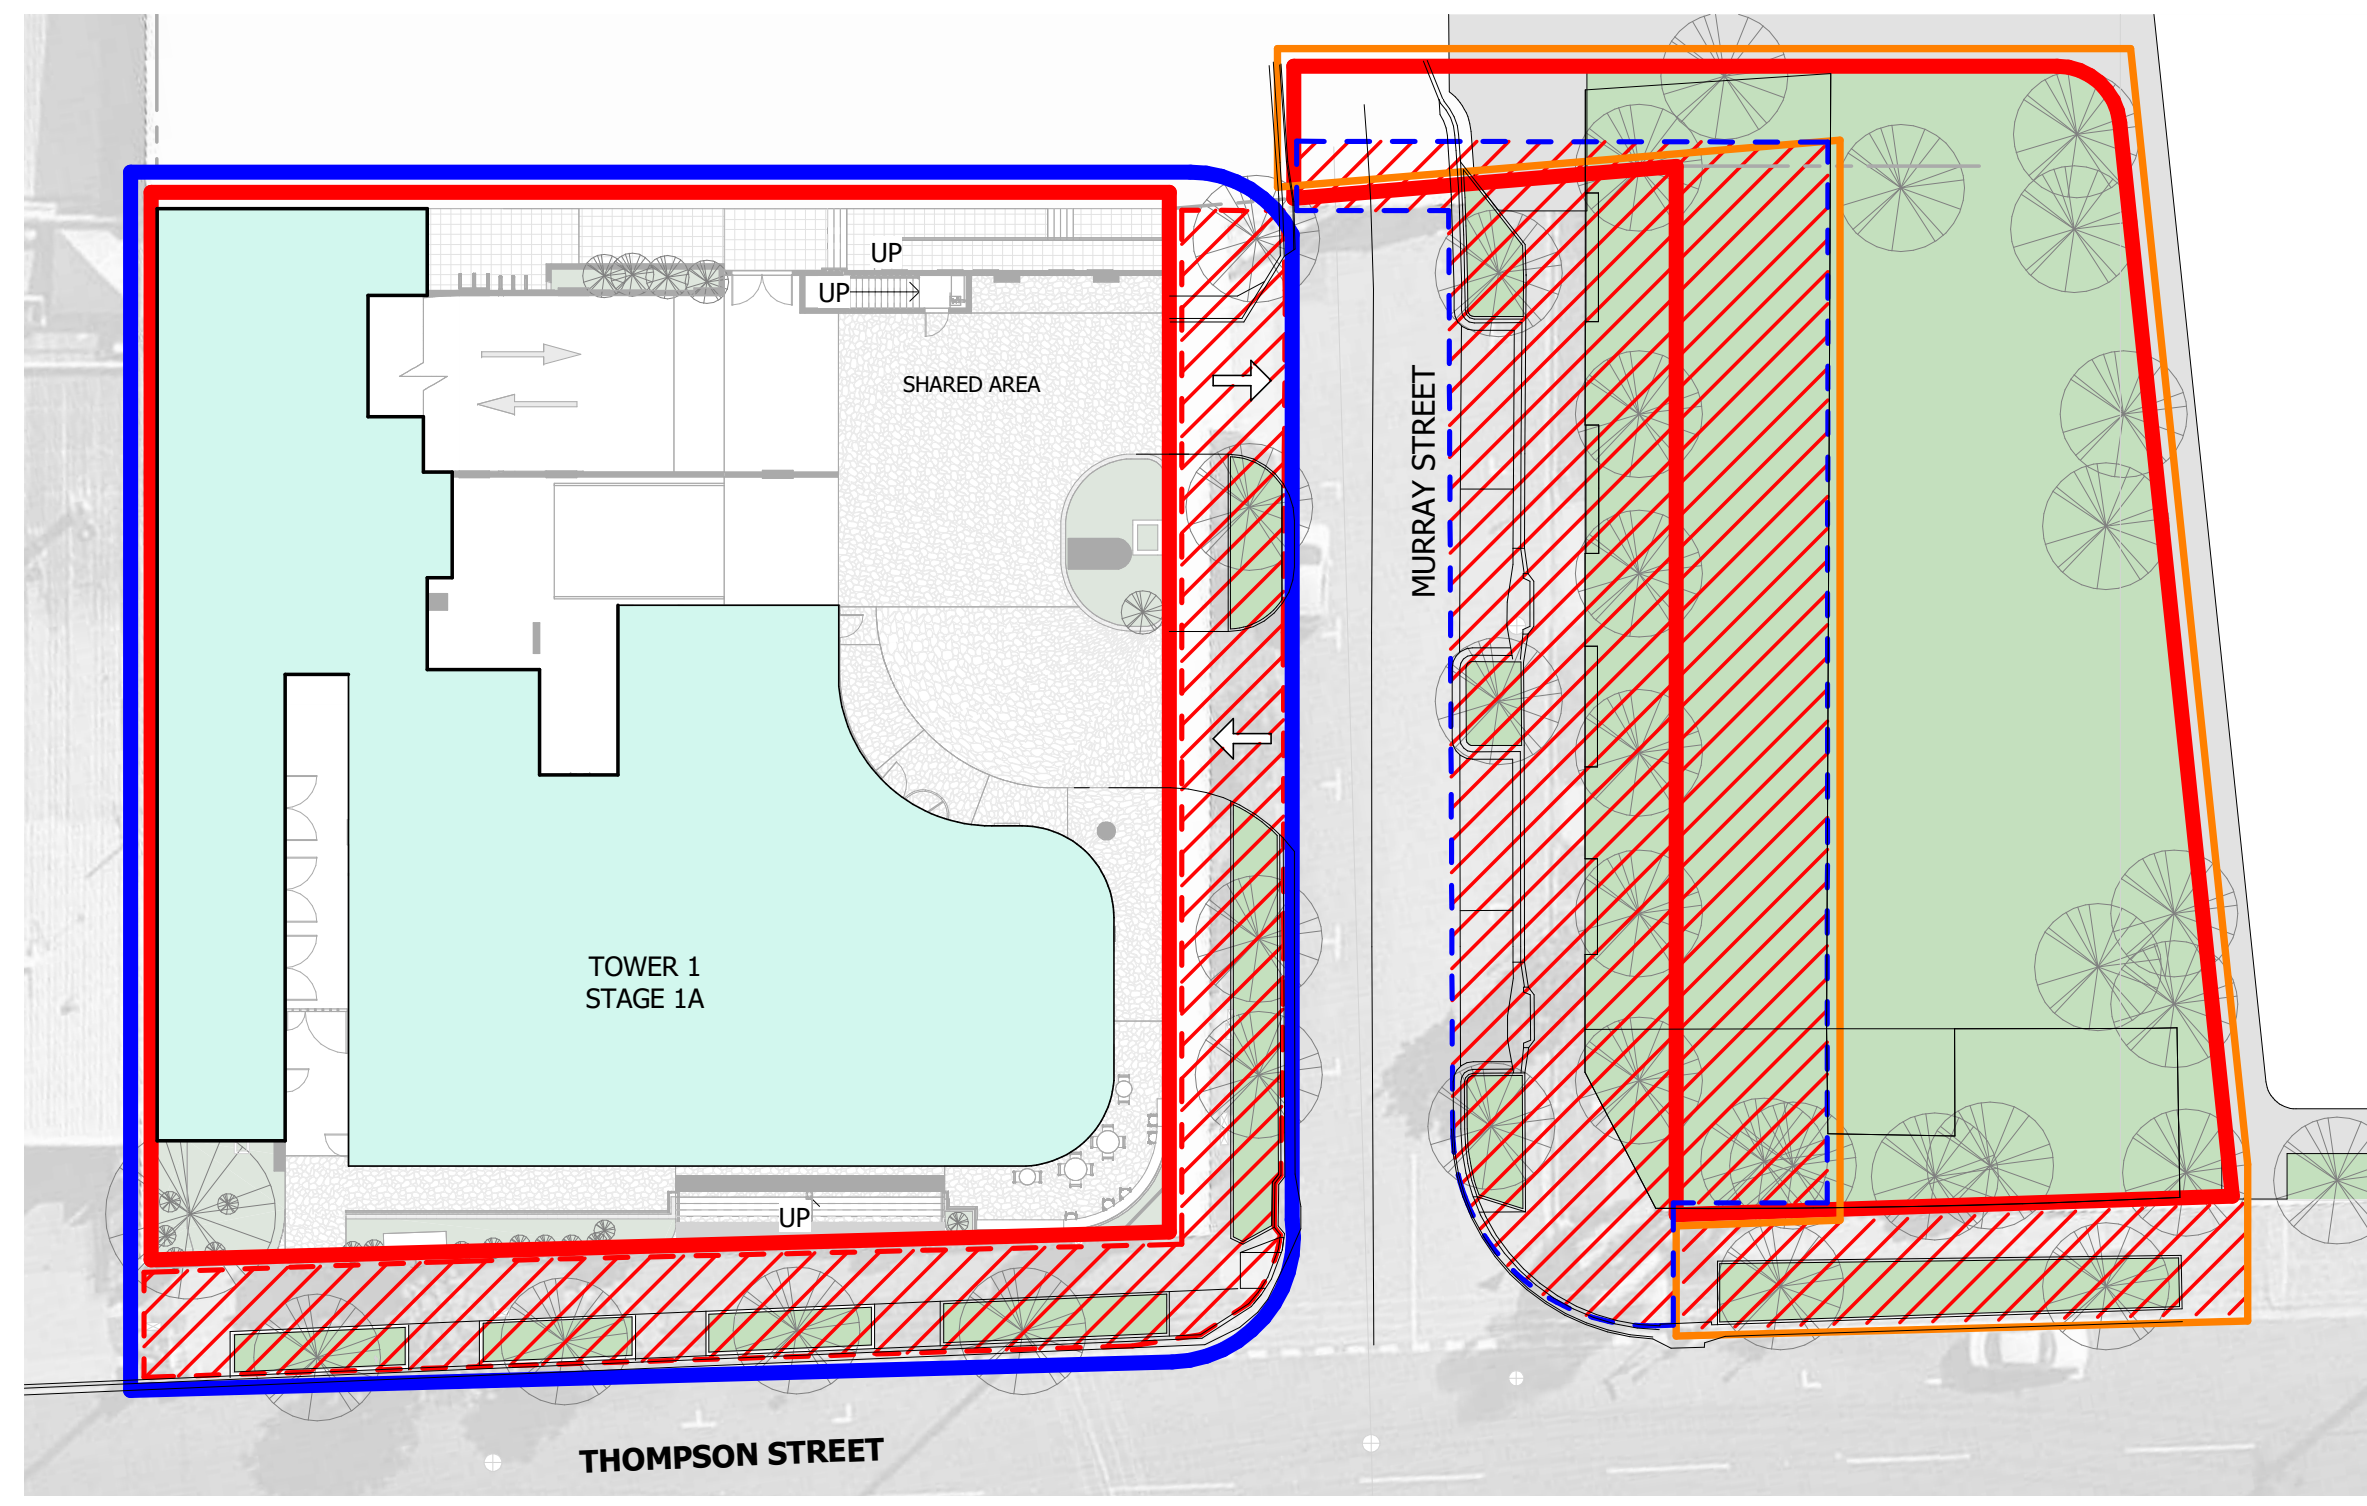 UP
UP
SHARED AREA
MURRAY STREET
TOWER 1
STAGE 1A
UP
THOMPSON STREET